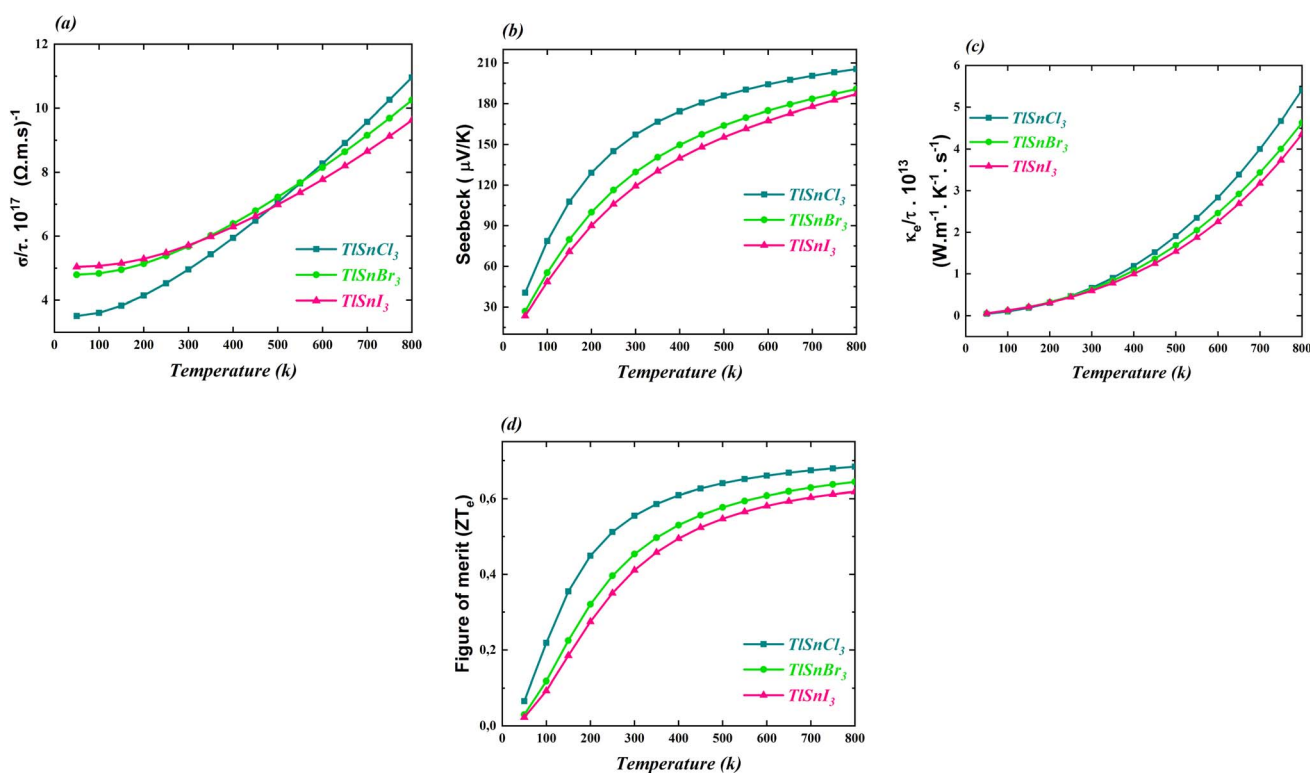 (a)
σ/τ. 10¹⁷ (Ω.m.s)⁻¹
12
10
8
6
4
0 100 200 300 400 500 600 700 800
Temperature (k)
TlSnCl₃
TlSnBr₃
TlSnI₃
(b)
Seebeck ( μV/K)
210
180
150
120
90
60
30
0 100 200 300 400 500 600 700 800
Temperature (k)
TlSnCl₃
TlSnBr₃
TlSnI₃
(c)
κₑ/τ . 10¹³
(W.m⁻¹. K⁻¹. s⁻¹)
6
5
4
3
2
1
0
0 100 200 300 400 500 600 700 800
Temperature (k)
TlSnCl₃
TlSnBr₃
TlSnI₃
(d)
Figure of merit (ZTₑ)
0,6
0,4
0,2
0,0
0 100 200 300 400 500 600 700 800
Temperature (k)
TlSnCl₃
TlSnBr₃
TlSnI₃